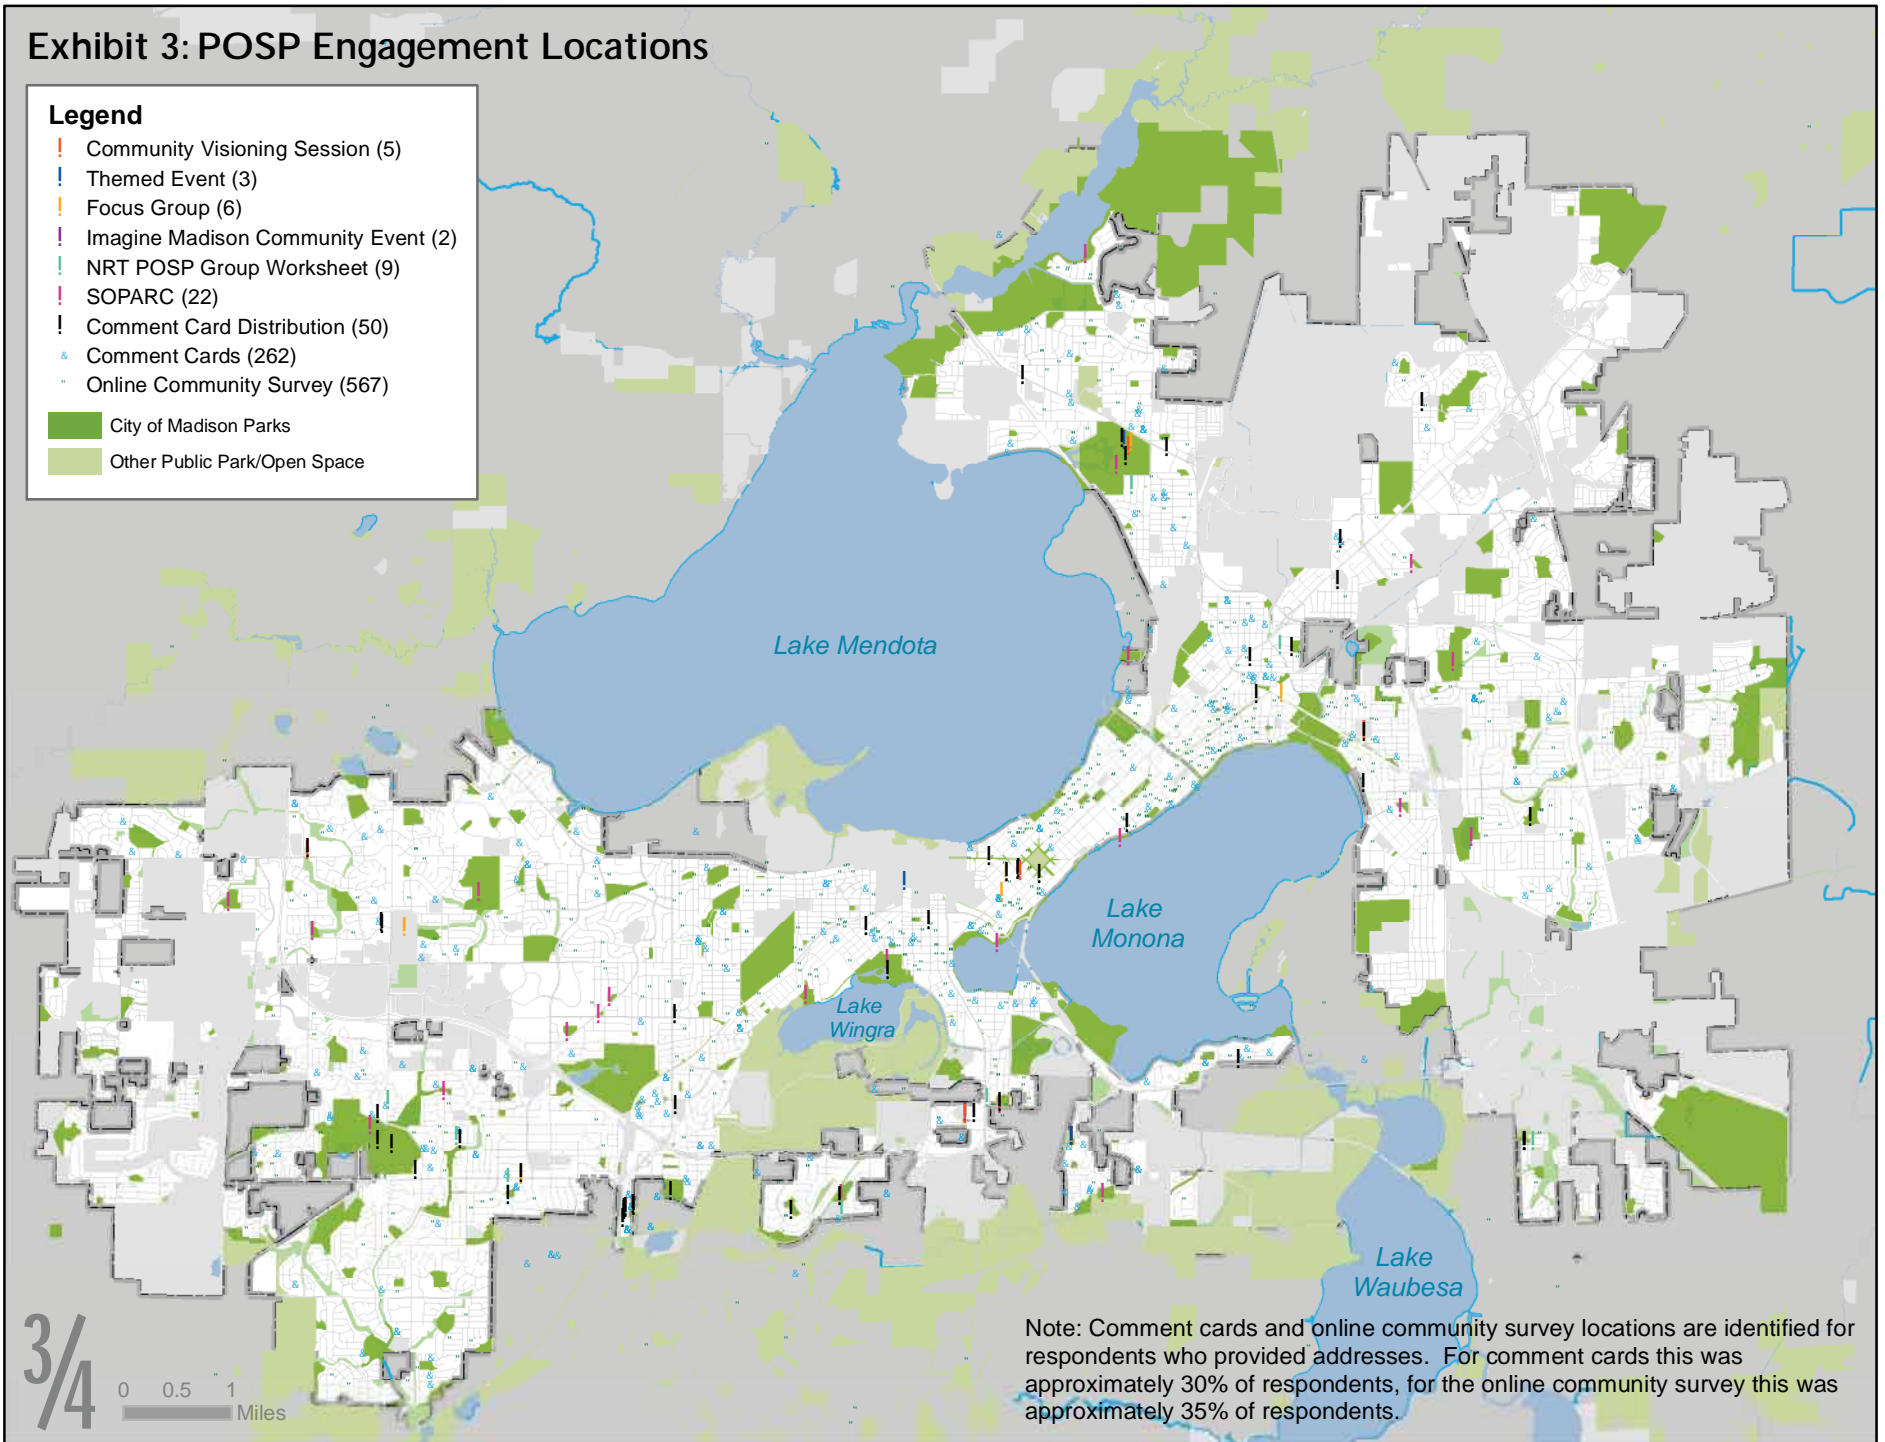 Exhibit 3: POSP Engagement Locations
Legend
! Community Visioning Session (5)
! Themed Event (3)
! Focus Group (6)
! Imagine Madison Community Event (2)
! NRT POSP Group Worksheet (9)
! SOPARC (22)
! Comment Card Distribution (50)
& Comment Cards (262)
" Online Community Survey (567)
City of Madison Parks
Other Public Park/Open Space
Lake Mendota
Lake
Monona
Lake
Wingra
Lake
Waubesa
Note: Comment cards and online community survey locations are identified for
respondents who provided addresses. For comment cards this was
approximately 30% of respondents, for the online community survey this was
approximately 35% of respondents.
3/4
0 0.5 1
Miles